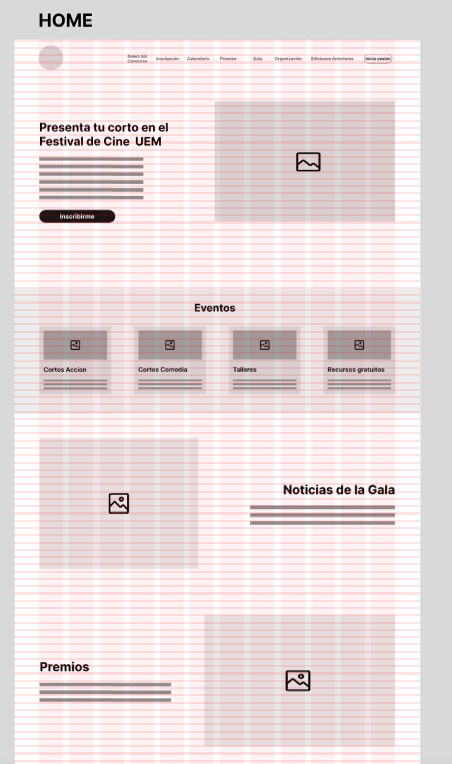 HOME
Bases del
Concurso
Inscripción Calendario Premios Gala Organización Ediciones Anteriores Inicia sesión
Presenta tu corto en el
Festival de Cine UEM
Inscribirme
Eventos
Cortos Accion Cortos Comedia Talleres Recursos gratuitos
Noticias de la Gala
Premios